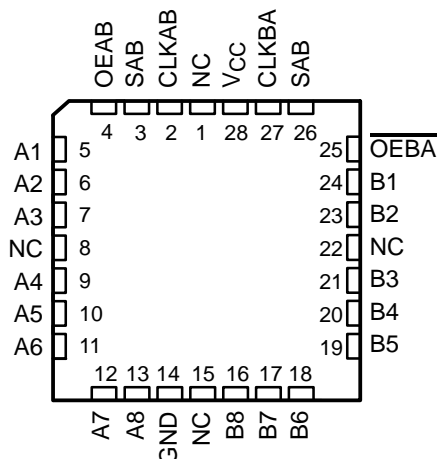 OEAB SAB CLKAB NC VCC CLKBA SAB
4 3 2 1 28 27 26
A1 5 25 OEBA
A2 6 24 B1
A3 7 23 B2
NC 8 22 NC
A4 9 21 B3
A5 10 20 B4
A6 11 19 B5
12 13 14 15 16 17 18
A7 A8 GND NC B8 B7 B6